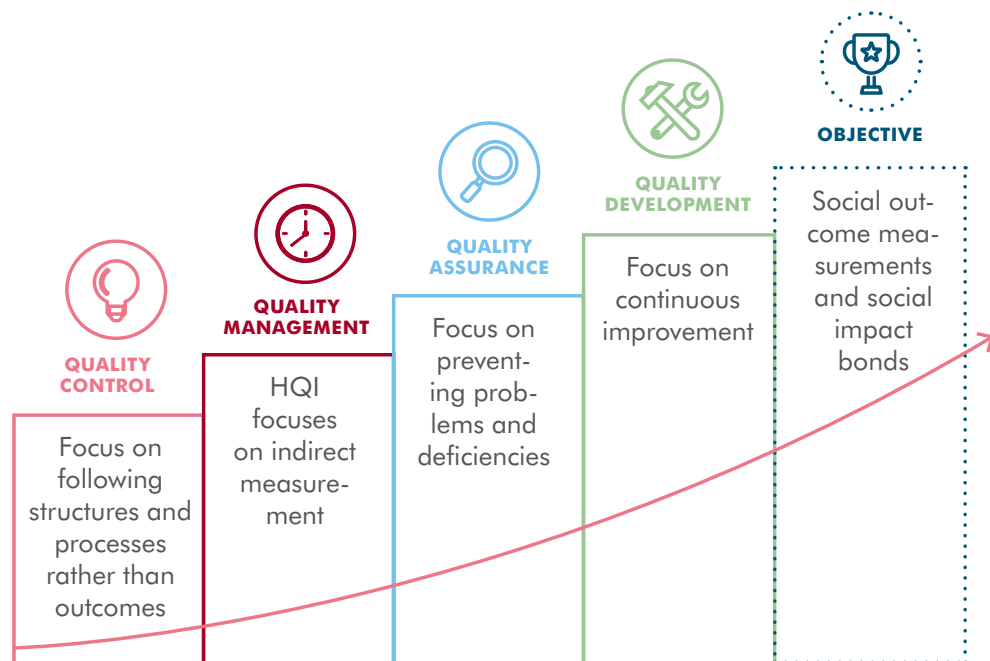 QUALITY
CONTROL
Focus on
following
structures and
processes
rather than
outcomes
QUALITY
MANAGEMENT
HQI
focuses
on indirect
measure-
ment
QUALITY
ASSURANCE
Focus on
prevent-
ing prob-
lems and
deficiencies
QUALITY
DEVELOPMENT
Focus on
continuous
improvement
OBJECTIVE
Social out-
come mea-
surements
and social
impact
bonds